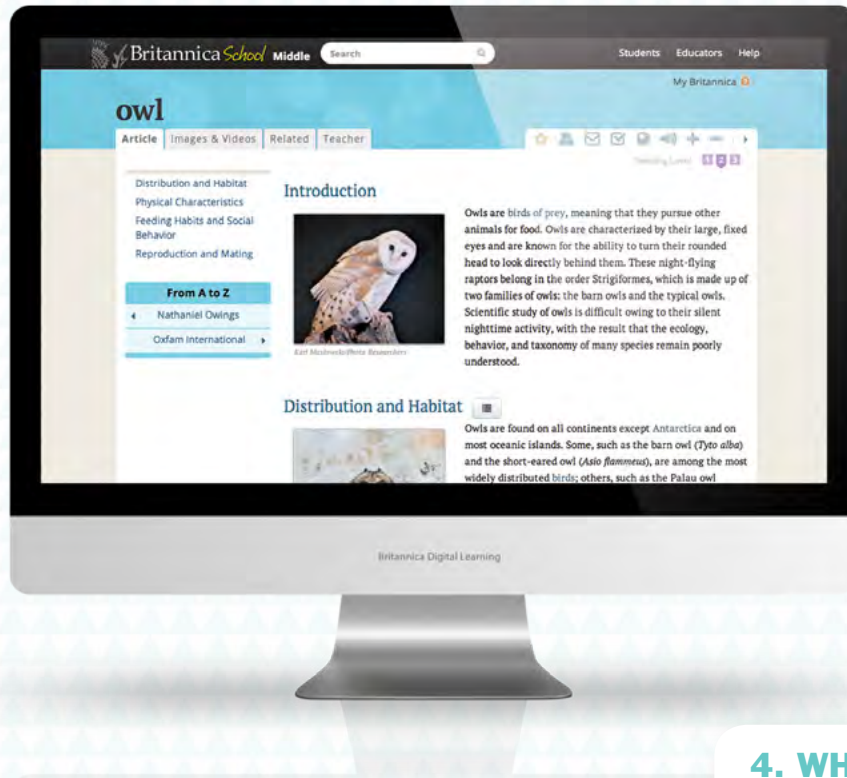 Britannica School Middle Search Students Educators Help
My Britannica
owl
Article Images & Videos Related Teacher
Reading Level 1 2 3
Distribution and Habitat
Physical Characteristics
Feeding Habits and Social
Behavior
Reproduction and Mating
From A to Z
Nathaniel Owings
Oxfam International
Introduction
Owls are birds of prey, meaning that they pursue other
animals for food. Owls are characterized by their large, fixed
eyes and are known for the ability to turn their rounded
head to look directly behind them. These night-flying
raptors belong in the order Strigiformes, which is made up of
two families of owls: the barn owls and the typical owls.
Scientific study of owls is difficult owing to their silent
nighttime activity, with the result that the ecology,
behavior, and taxonomy of many species remain poorly
understood.
Karl Maslowski/Photo Researchers
Distribution and Habitat
Owls are found on all continents except Antarctica and on
most oceanic islands. Some, such as the barn owl (Tyto alba)
and the short-eared owl (Asio flammeus), are among the most
widely distributed birds; others, such as the Palau owl
Britannica Digital Learning
4. WH